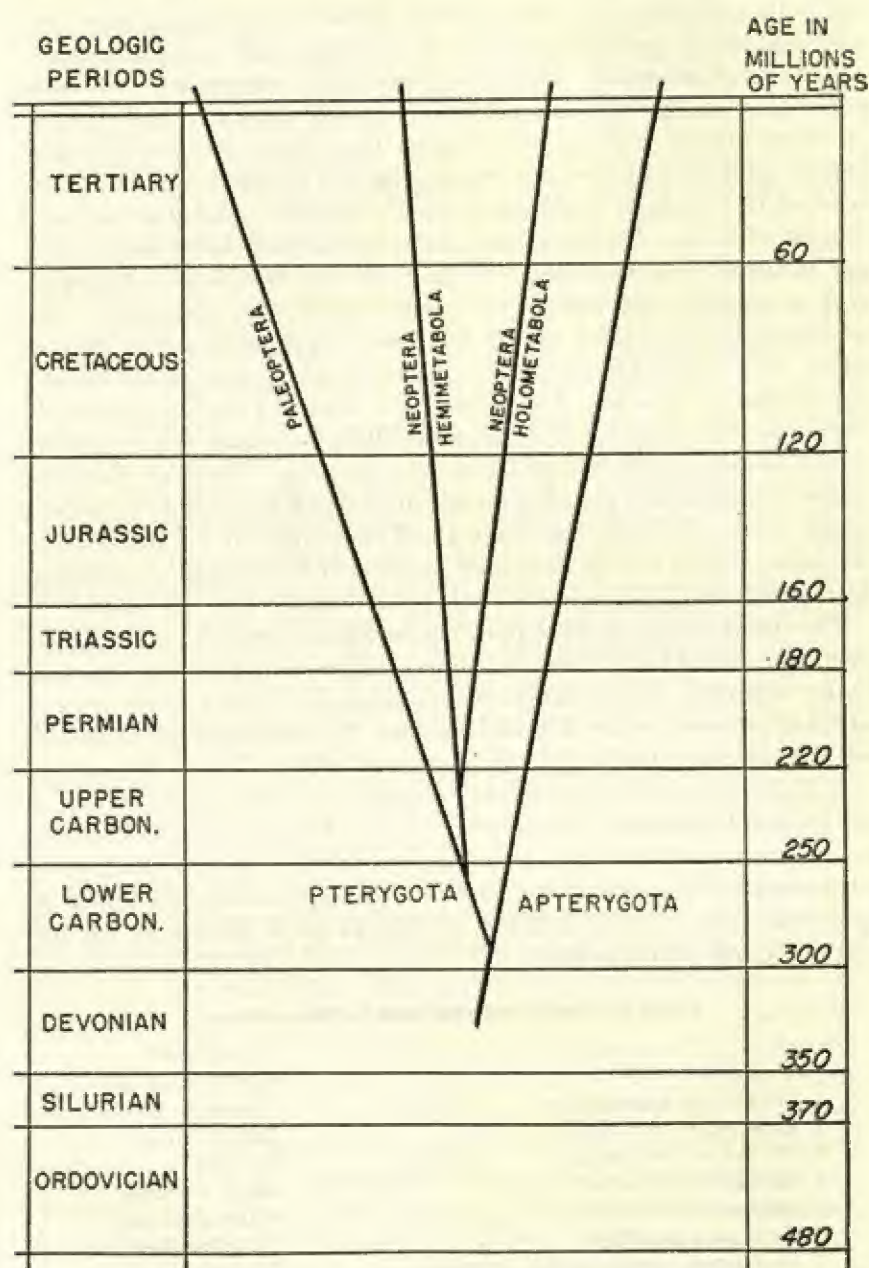 GEOLOGIC
PERIODS
AGE IN
MILLIONS
OF YEARS
TERTIARY
60
CRETACEOUS
PALEOPTERA
NEOPTERA
HEMIMETABOLA
NEOPTERA
HOLOMETABOLA
120
JURASSIC
160
TRIASSIC
180
PERMIAN
220
UPPER
CARBON.
250
LOWER
CARBON.
PTERYGOTA
APTERYGOTA
300
DEVONIAN
350
SILURIAN
370
ORDOVICIAN
480